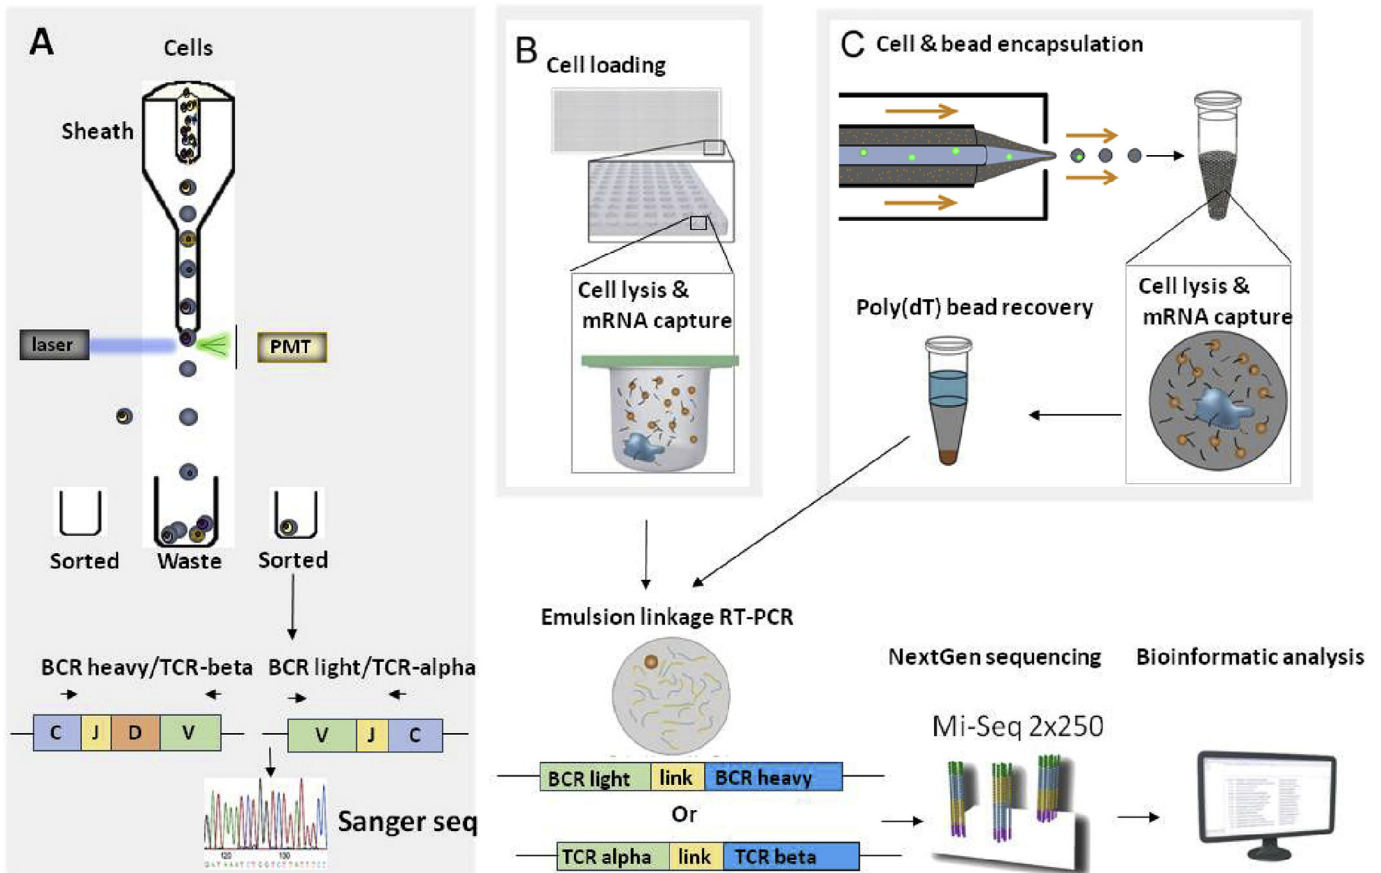 A
Cells
Sheath
laser
PMT
Sorted
Waste
Sorted
BCR heavy/TCR-beta
BCR light/TCR-alpha
C
J
D
V
V
J
C
120
130
Sanger seq
B
Cell loading
Cell lysis &
mRNA capture
C
Cell & bead encapsulation
Cell lysis &
mRNA capture
Poly(dT) bead recovery
Emulsion linkage RT-PCR
BCR light
link
BCR heavy
Or
TCR alpha
link
TCR beta
NextGen sequencing
Mi-Seq 2x250
Bioinformatic analysis